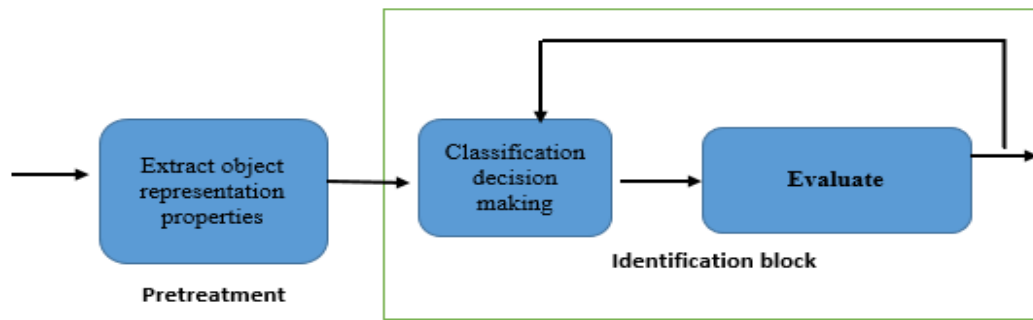 Extract object
representation
properties
Pretreatment
Classification
decision
making
Evaluate
Identification block